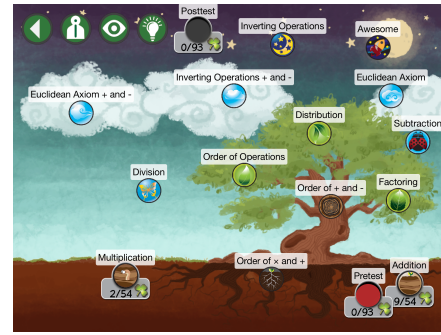 Posttest
0/93
Inverting Operations
Awesome
Euclidean Axiom + and -
Inverting Operations + and -
Euclidean Axiom
Distribution
Subtraction
Division
Order of Operations
Order of + and -
Factoring
Multiplication
?
2/54
Order of × and +
Pretest
0/93
Addition
9/54